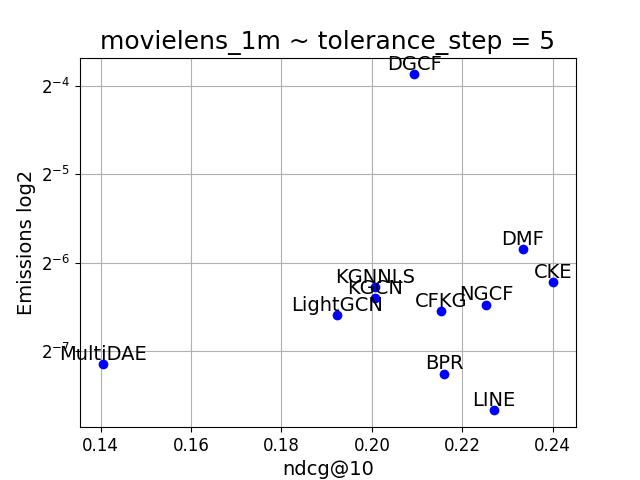 movielens_1m ~ tolerance_step = 5
DGCF
2⁻⁴
2⁻⁵
DMF
2⁻⁶
CKE
KGNNLS
KGCN
NGCF
CFKG
LightGCN
2⁻⁷
MultiDAE
BPR
LINE
Emissions log2
0.14 0.16 0.18 0.20 0.22 0.24
ndcg@10